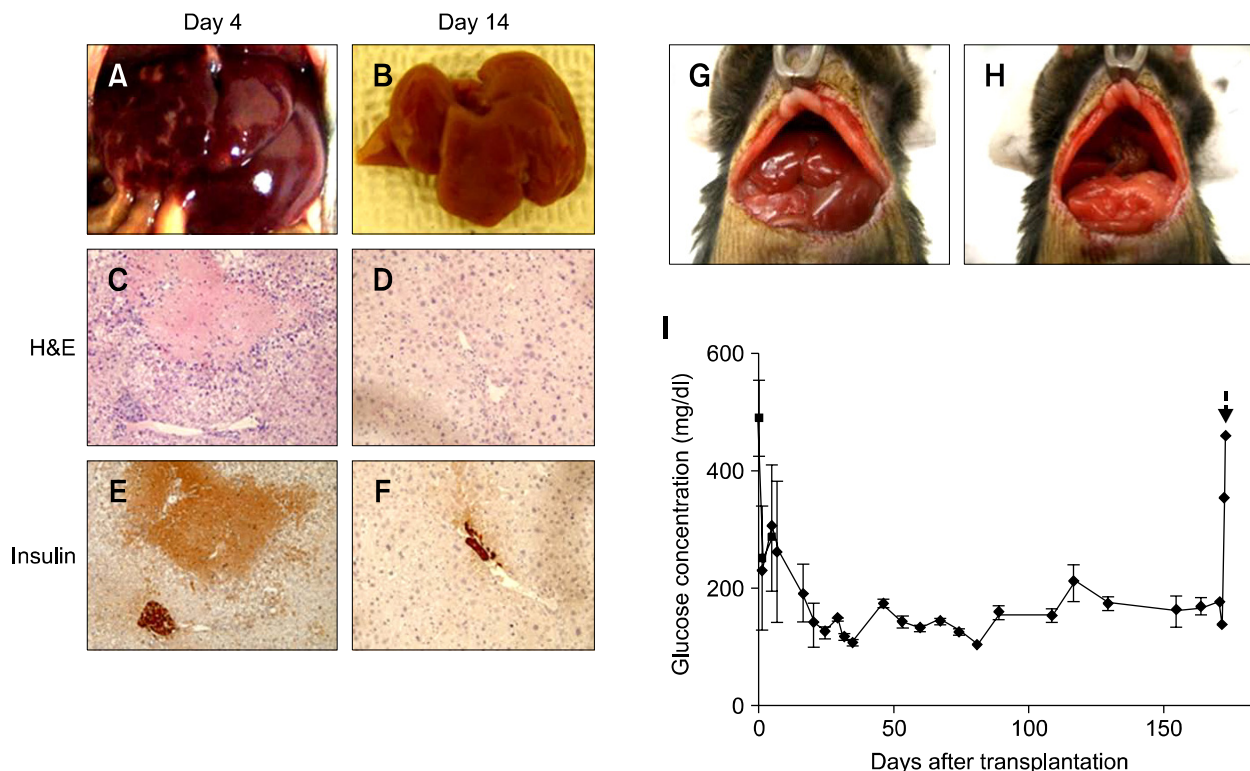 Day 4
Day 14
A
B
C
D
H&E
E
F
Insulin
G
H
I
600
400
200
0
Glucose concentration (mg/dl)
0
50
100
150
Days after transplantation